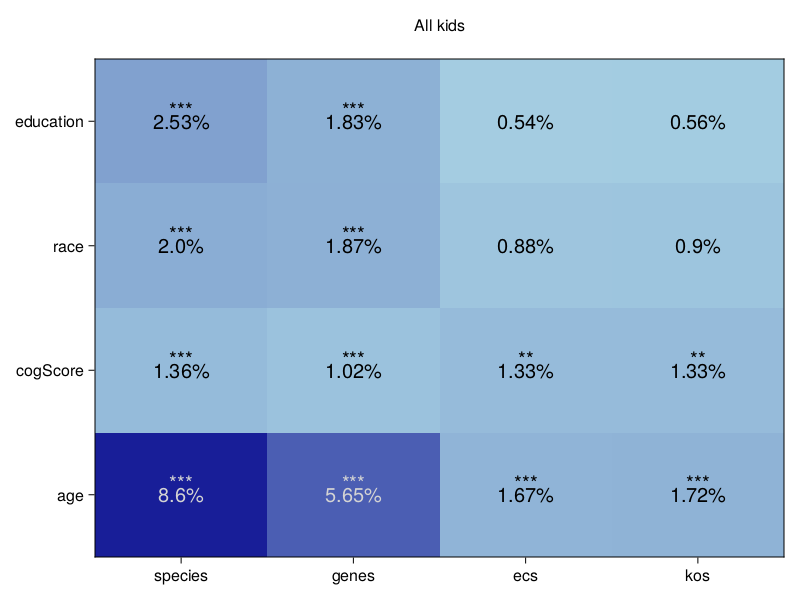 All kids
education
*** *** 
2.53% 1.83% 0.54% 0.56%
race
*** ***
2.0% 1.87% 0.88% 0.9%
cogScore
*** *** ** **
1.36% 1.02% 1.33% 1.33%
age
*** *** *** ***
8.6% 5.65% 1.67% 1.72%
species genes ecs kos